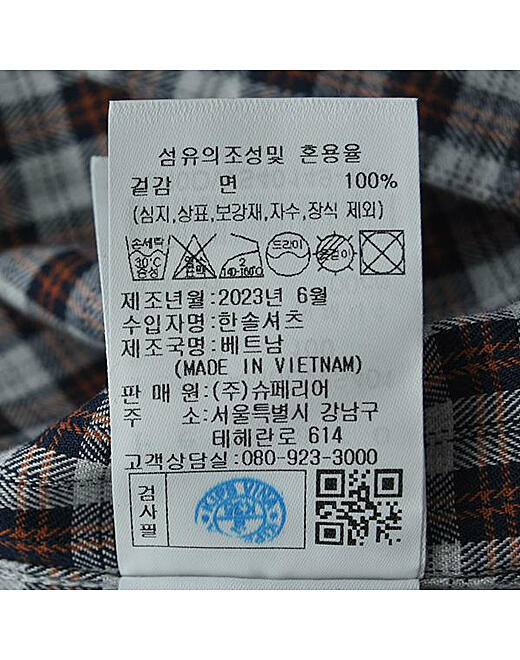 섬유의조성및 혼용율
겉감 면 100%
(심지,상표,보강재,자수,장식 제외)
손세탁 30℃ 중성 2 140-160℃ 드라이
제조년월:2023년 6월
수입자명:한솔셔츠
제조국명:베트남
(MADE IN VIETNAM)
판 매 원:(주)슈페리어
주 소:서울특별시 강남구
테헤란로 614
고객상담실:080-923-3000
검사필